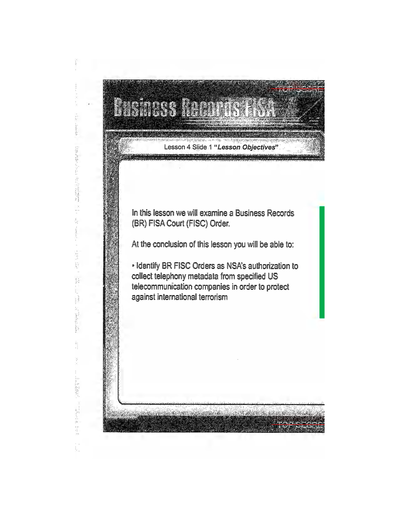 TOP SECRE
Business Records FISA
Lesson 4 Slide 1 "Lesson Objectives"
In this lesson we will examine a Business Records
(BR) FISA Court (FISC) Order.
At the conclusion of this lesson you will be able to:
• Identify BR FISC Orders as NSA's authorization to
collect telephony metadata from specified US
telecommunication companies in order to protect
against international terrorism
TOP SECRE